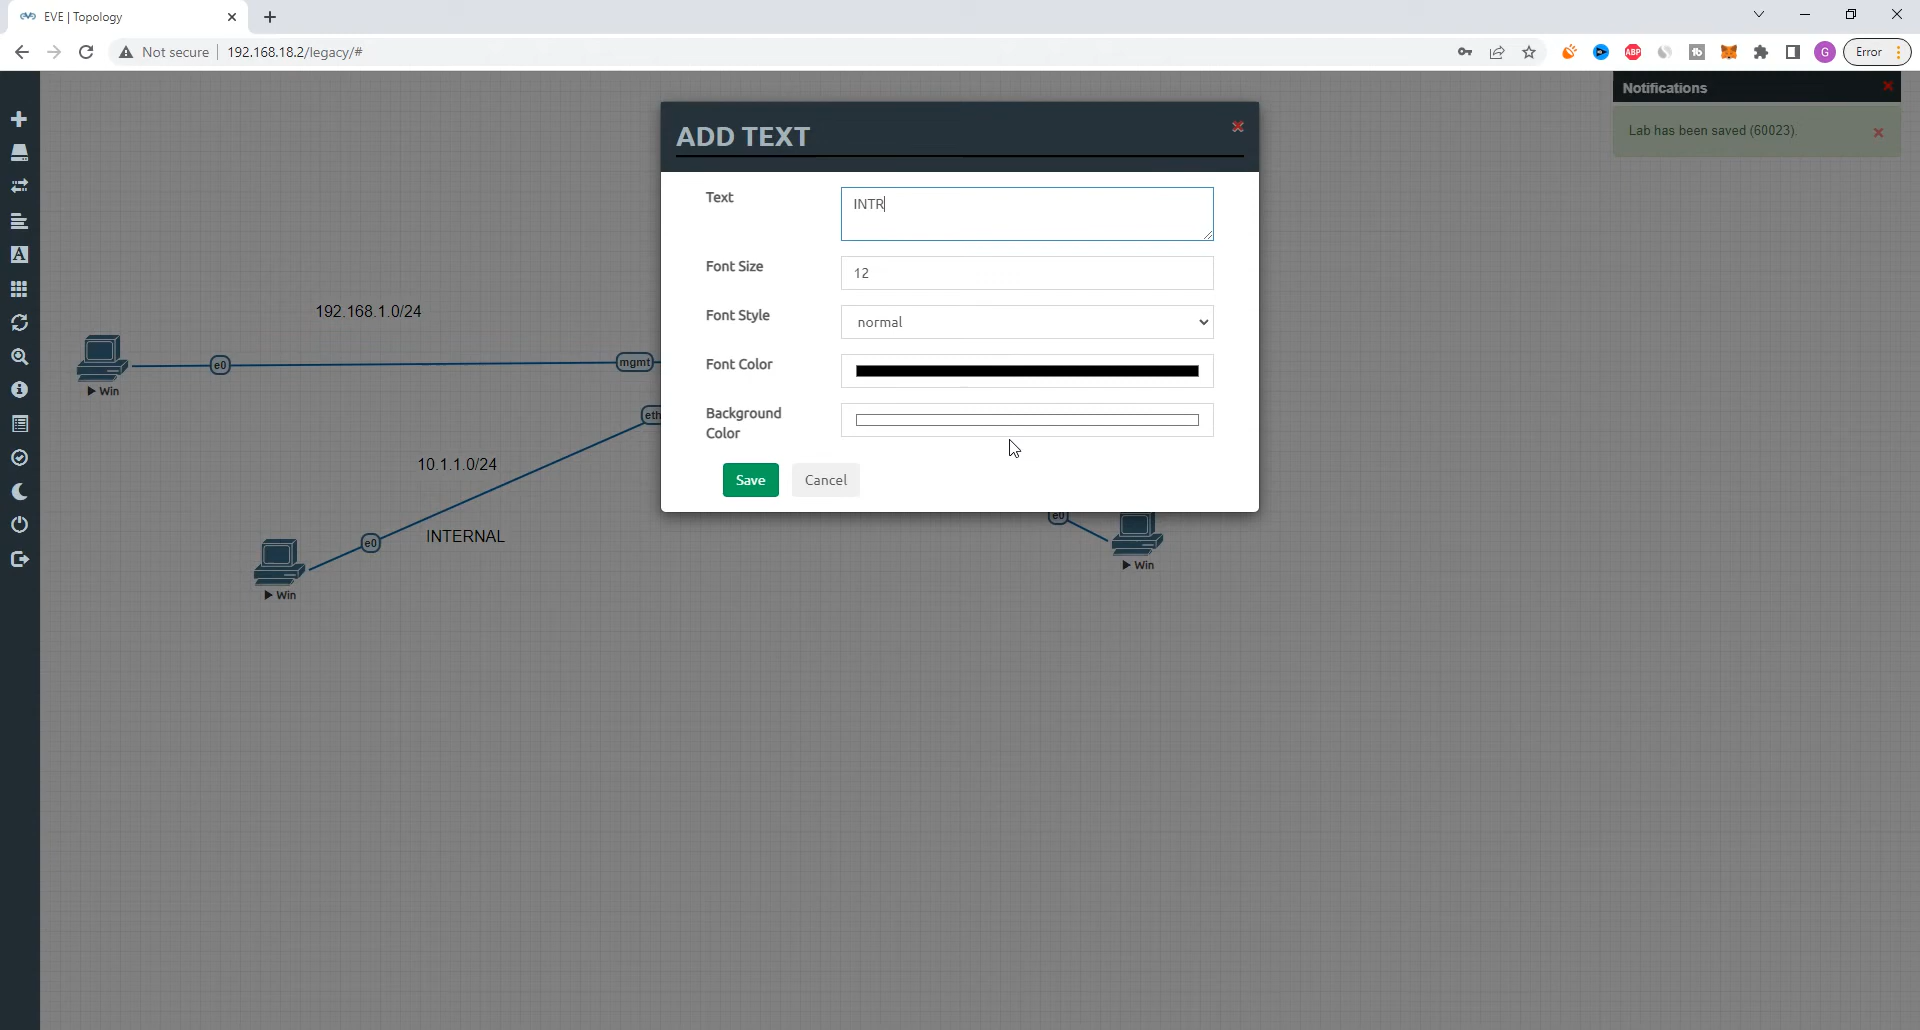 EVE | Topology
Not secure
192.168.18.2/legacy/#
ABP
G
Error
Notifications
Lab has been saved (60023).
ADD TEXT
Text
INTR
Font Size
12
Font Style
normal
Font Color
Background
Color
Save
Cancel
A
192.168.1.0/24
e0
mgmt
Win
eth
10.1.1.0/24
INTERNAL
e0
Win
e0
Win